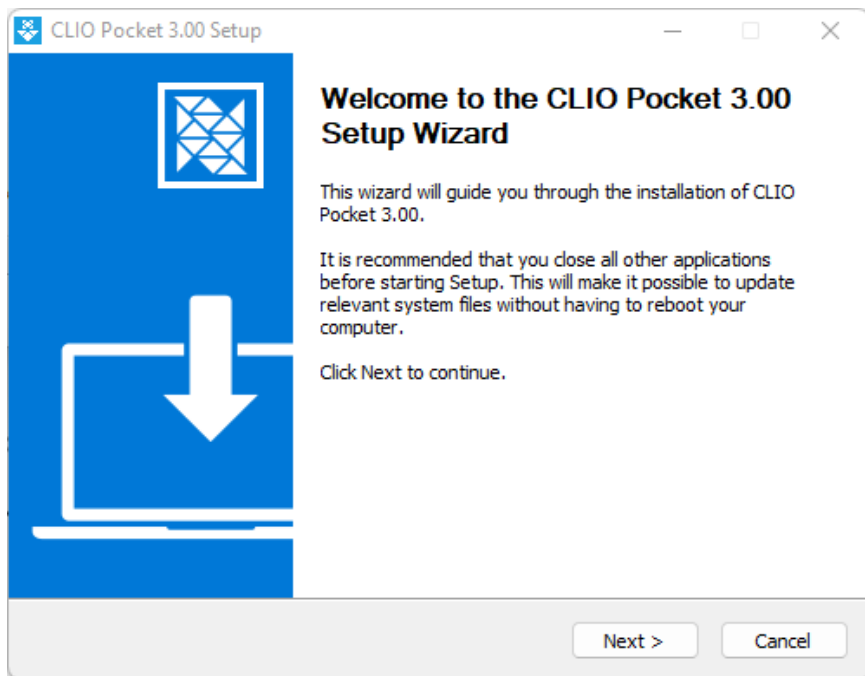 CLIO Pocket 3.00 Setup
Welcome to the CLIO Pocket 3.00
Setup Wizard
This wizard will guide you through the installation of CLIO
Pocket 3.00.
It is recommended that you close all other applications
before starting Setup. This will make it possible to update
relevant system files without having to reboot your
computer.
Click Next to continue.
Next >
Cancel